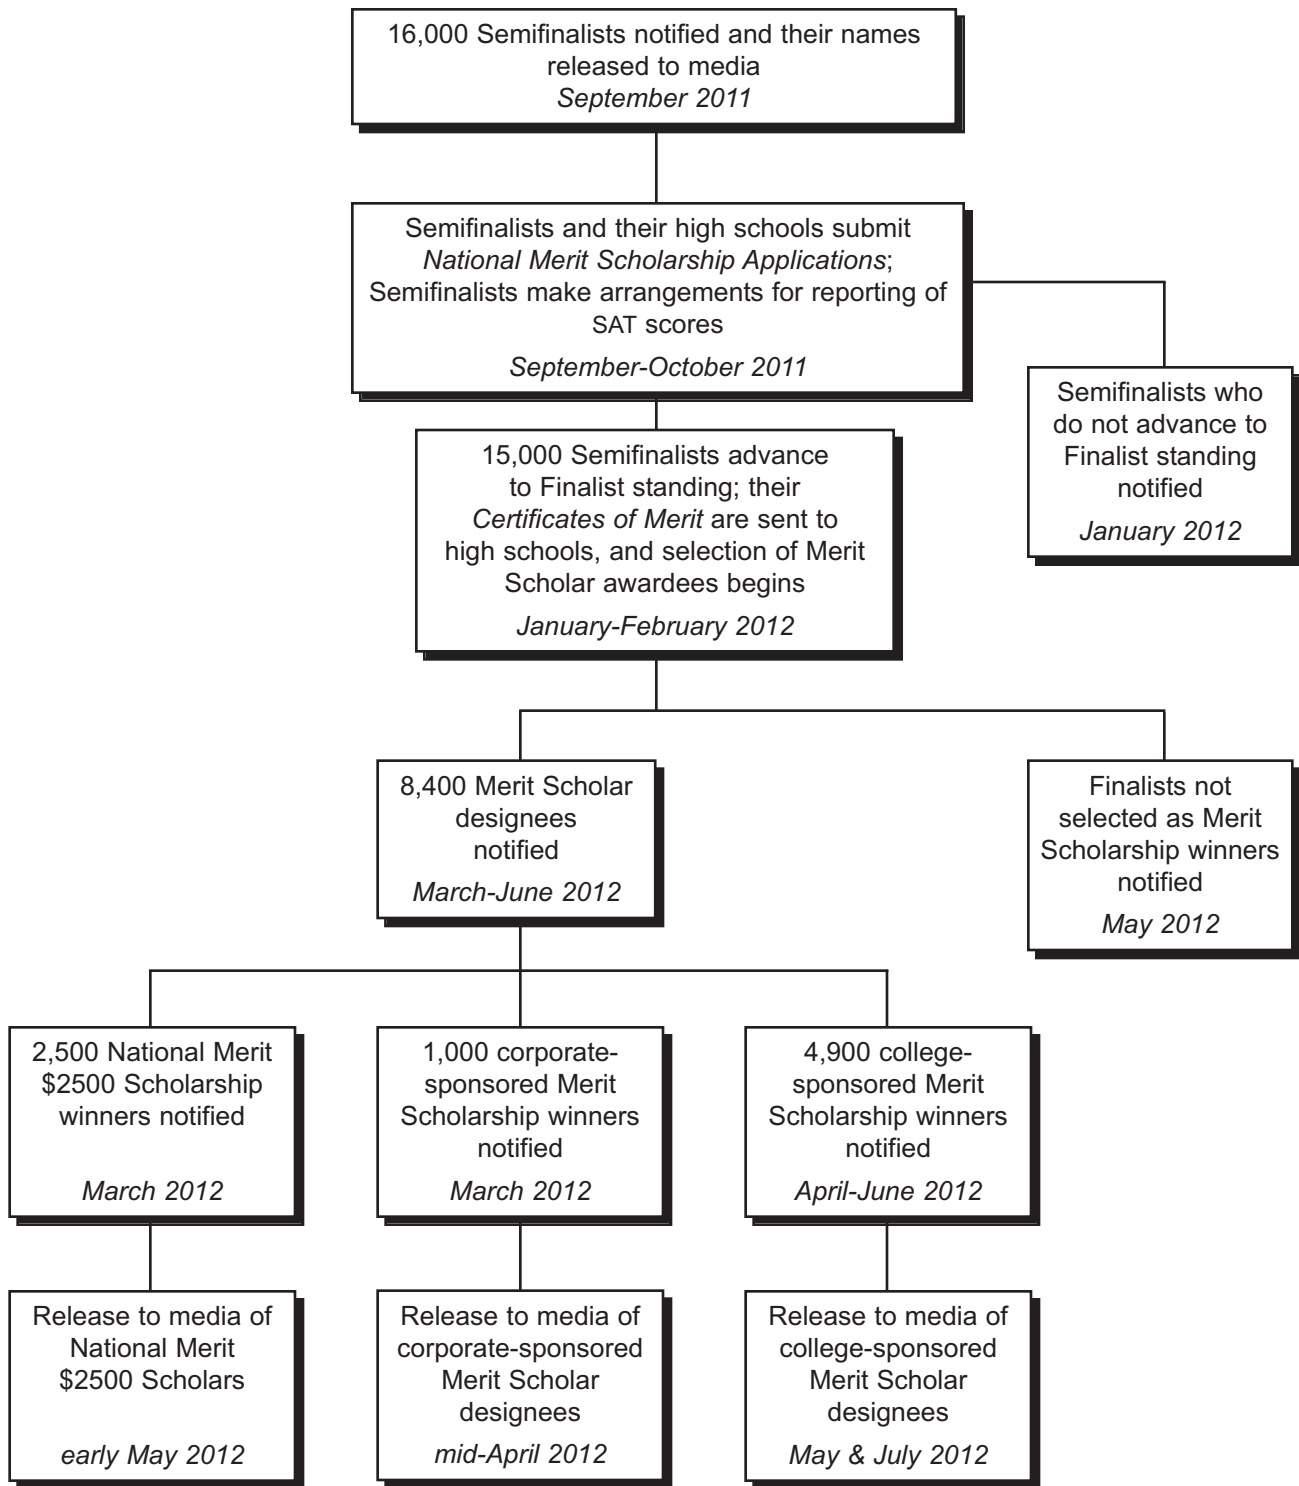 16,000 Semifinalists notified and their names
released to media
September 2011
Semifinalists and their high schools submit
National Merit Scholarship Applications;
Semifinalists make arrangements for reporting of
SAT scores
September-October 2011
Semifinalists who
do not advance to
Finalist standing
notified
January 2012
15,000 Semifinalists advance
to Finalist standing; their
Certificates of Merit are sent to
high schools, and selection of Merit
Scholar awardees begins
January-February 2012
8,400 Merit Scholar
designees
notified
March-June 2012
Finalists not
selected as Merit
Scholarship winners
notified
May 2012
2,500 National Merit
$2500 Scholarship
winners notified
March 2012
1,000 corporate-
sponsored Merit
Scholarship winners
notified
March 2012
4,900 college-
sponsored Merit
Scholarship winners
notified
April-June 2012
Release to media of
National Merit
$2500 Scholars
early May 2012
Release to media of
corporate-sponsored
Merit Scholar
designees
mid-April 2012
Release to media of
college-sponsored
Merit Scholar
designees
May & July 2012